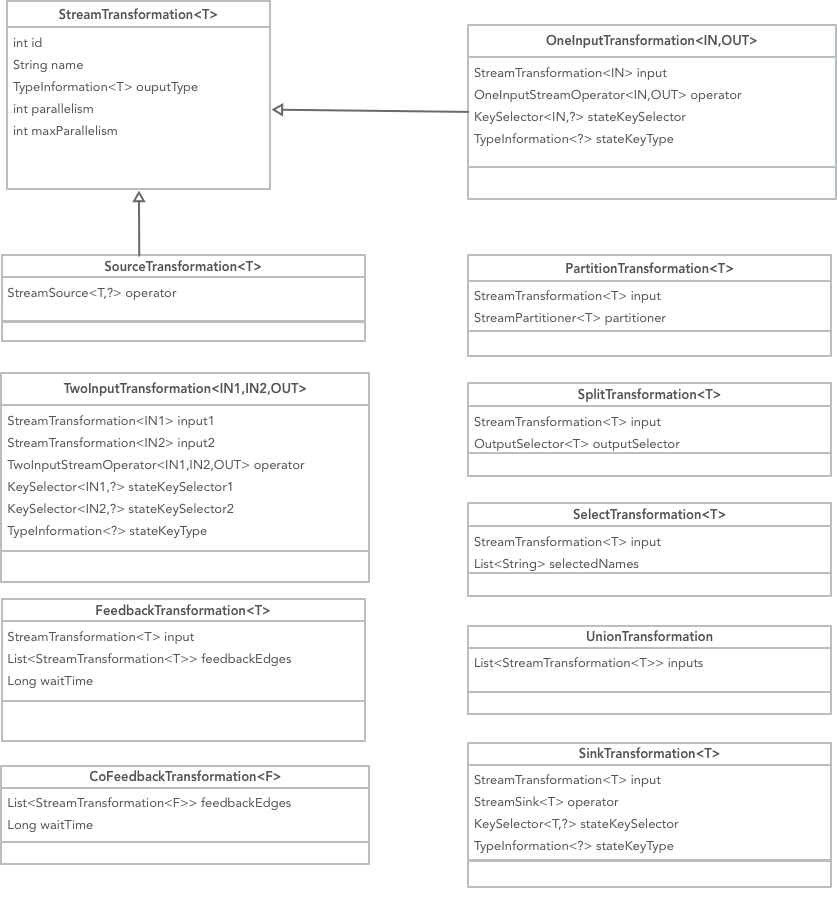 StreamTransformation<T>
int id
String name
TypeInformation<T> ouputType
int parallelism
int maxParallelism
OneInputTransformation<IN,OUT>
StreamTransformation<IN> input
OneInputStreamOperator<IN,OUT> operator
KeySelector<IN,?> stateKeySelector
TypeInformation<?> stateKeyType
SourceTransformation<T>
StreamSource<T,?> operator
PartitionTransformation<T>
StreamTransformation<T> input
StreamPartitioner<T> partitioner
TwoInputTransformation<IN1,IN2,OUT>
StreamTransformation<IN1> input1
StreamTransformation<IN2> input2
TwoInputStreamOperator<IN1,IN2,OUT> operator
KeySelector<IN1,?> stateKeySelector1
KeySelector<IN2,?> stateKeySelector2
TypeInformation<?> stateKeyType
SplitTransformation<T>
StreamTransformation<T> input
OutputSelector<T> outputSelector
SelectTransformation<T>
StreamTransformation<T> input
List<String> selectedNames
FeedbackTransformation<T>
StreamTransformation<T> input
List<StreamTransformation<T>> feedbackEdges
Long waitTime
UnionTransformation
List<StreamTransformation<T>> inputs
CoFeedbackTransformation<F>
List<StreamTransformation<F>> feedbackEdges
Long waitTime
SinkTransformation<T>
StreamTransformation<T> input
StreamSink<T> operator
KeySelector<T,?> stateKeySelector
TypeInformation<?> stateKeyType